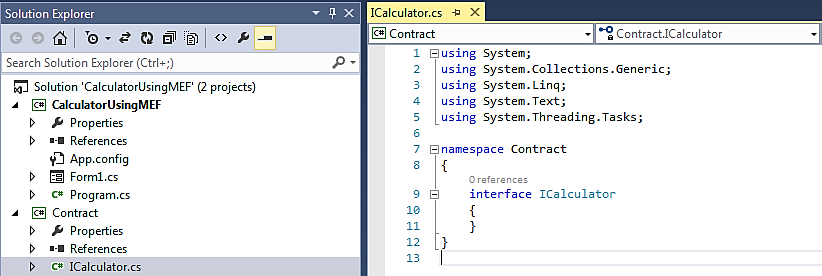 Solution Explorer
Search Solution Explorer (Ctrl+;)
Solution 'CalculatorUsingMEF' (2 projects)
C# CalculatorUsingMEF
Properties
References
App.config
Form1.cs
C# Program.cs
C# Contract
Properties
References
C# ICalculator.cs
ICalculator.cs
C# Contract
Contract.ICalculator
1 using System;
2 using System.Collections.Generic;
3 using System.Linq;
4 using System.Text;
5 using System.Threading.Tasks;
6
7 namespace Contract
8 {
0 references
9 interface ICalculator
10 {
11 }
12 }
13